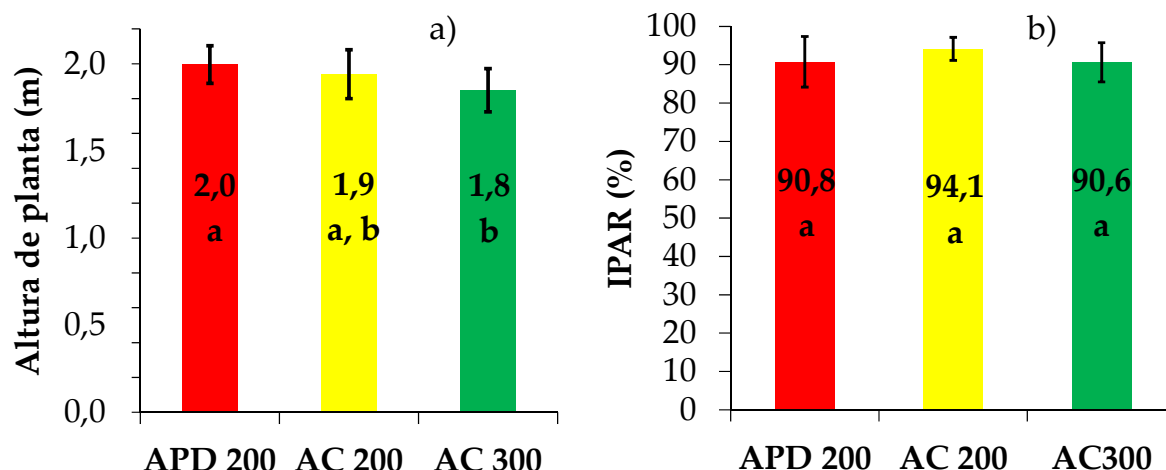 a)
Altura de planta (m)
2,0
1,5
1,0
0,5
0,0
2,0
a
1,9
a, b
1,8
b
APD 200 AC 200 AC 300
b)
IPAR (%)
100
90
80
70
60
50
40
30
20
10
0
90,8
a
94,1
a
90,6
a
APD 200 AC 200 AC300